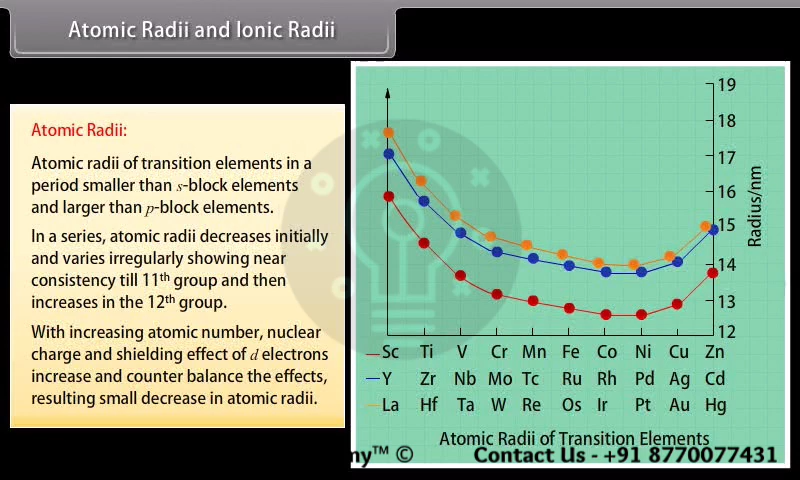 Atomic Radii and Ionic Radii
Atomic Radii:
Atomic radii of transition elements in a
period smaller than s-block elements
and larger than p-block elements.
In a series, atomic radii decreases initially
and varies irregularly showing near
consistency till 11th group and then
increases in the 12th group.
With increasing atomic number, nuclear
charge and shielding effect of d electrons
increase and counter balance the effects,
resulting small decrease in atomic radii.
19
18
17
16
15
14
13
12
Radius/nm
Sc Ti V Cr Mn Fe Co Ni Cu Zn
Y Zr Nb Mo Tc Ru Rh Pd Ag Cd
La Hf Ta W Re Os Ir Pt Au Hg
Atomic Radii of Transition Elements
my™ © Contact Us - +91 8770077431